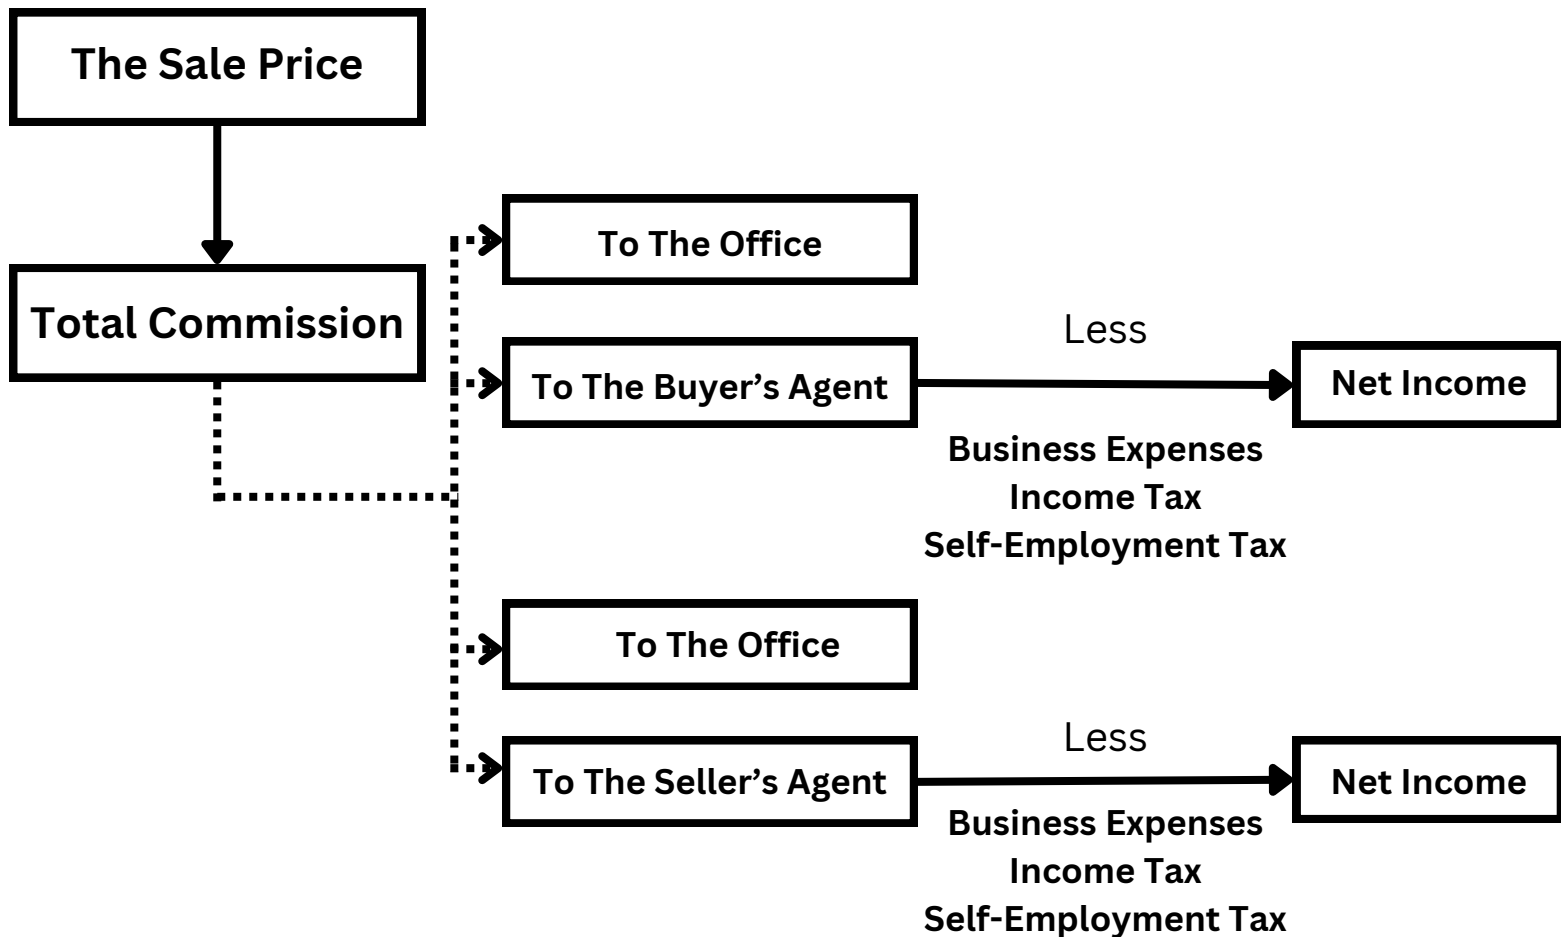 The Sale Price
Total Commission
To The Office
To The Buyer’s Agent
Less
Business Expenses
Income Tax
Self-Employment Tax
Net Income
To The Office
To The Seller’s Agent
Less
Business Expenses
Income Tax
Self-Employment Tax
Net Income